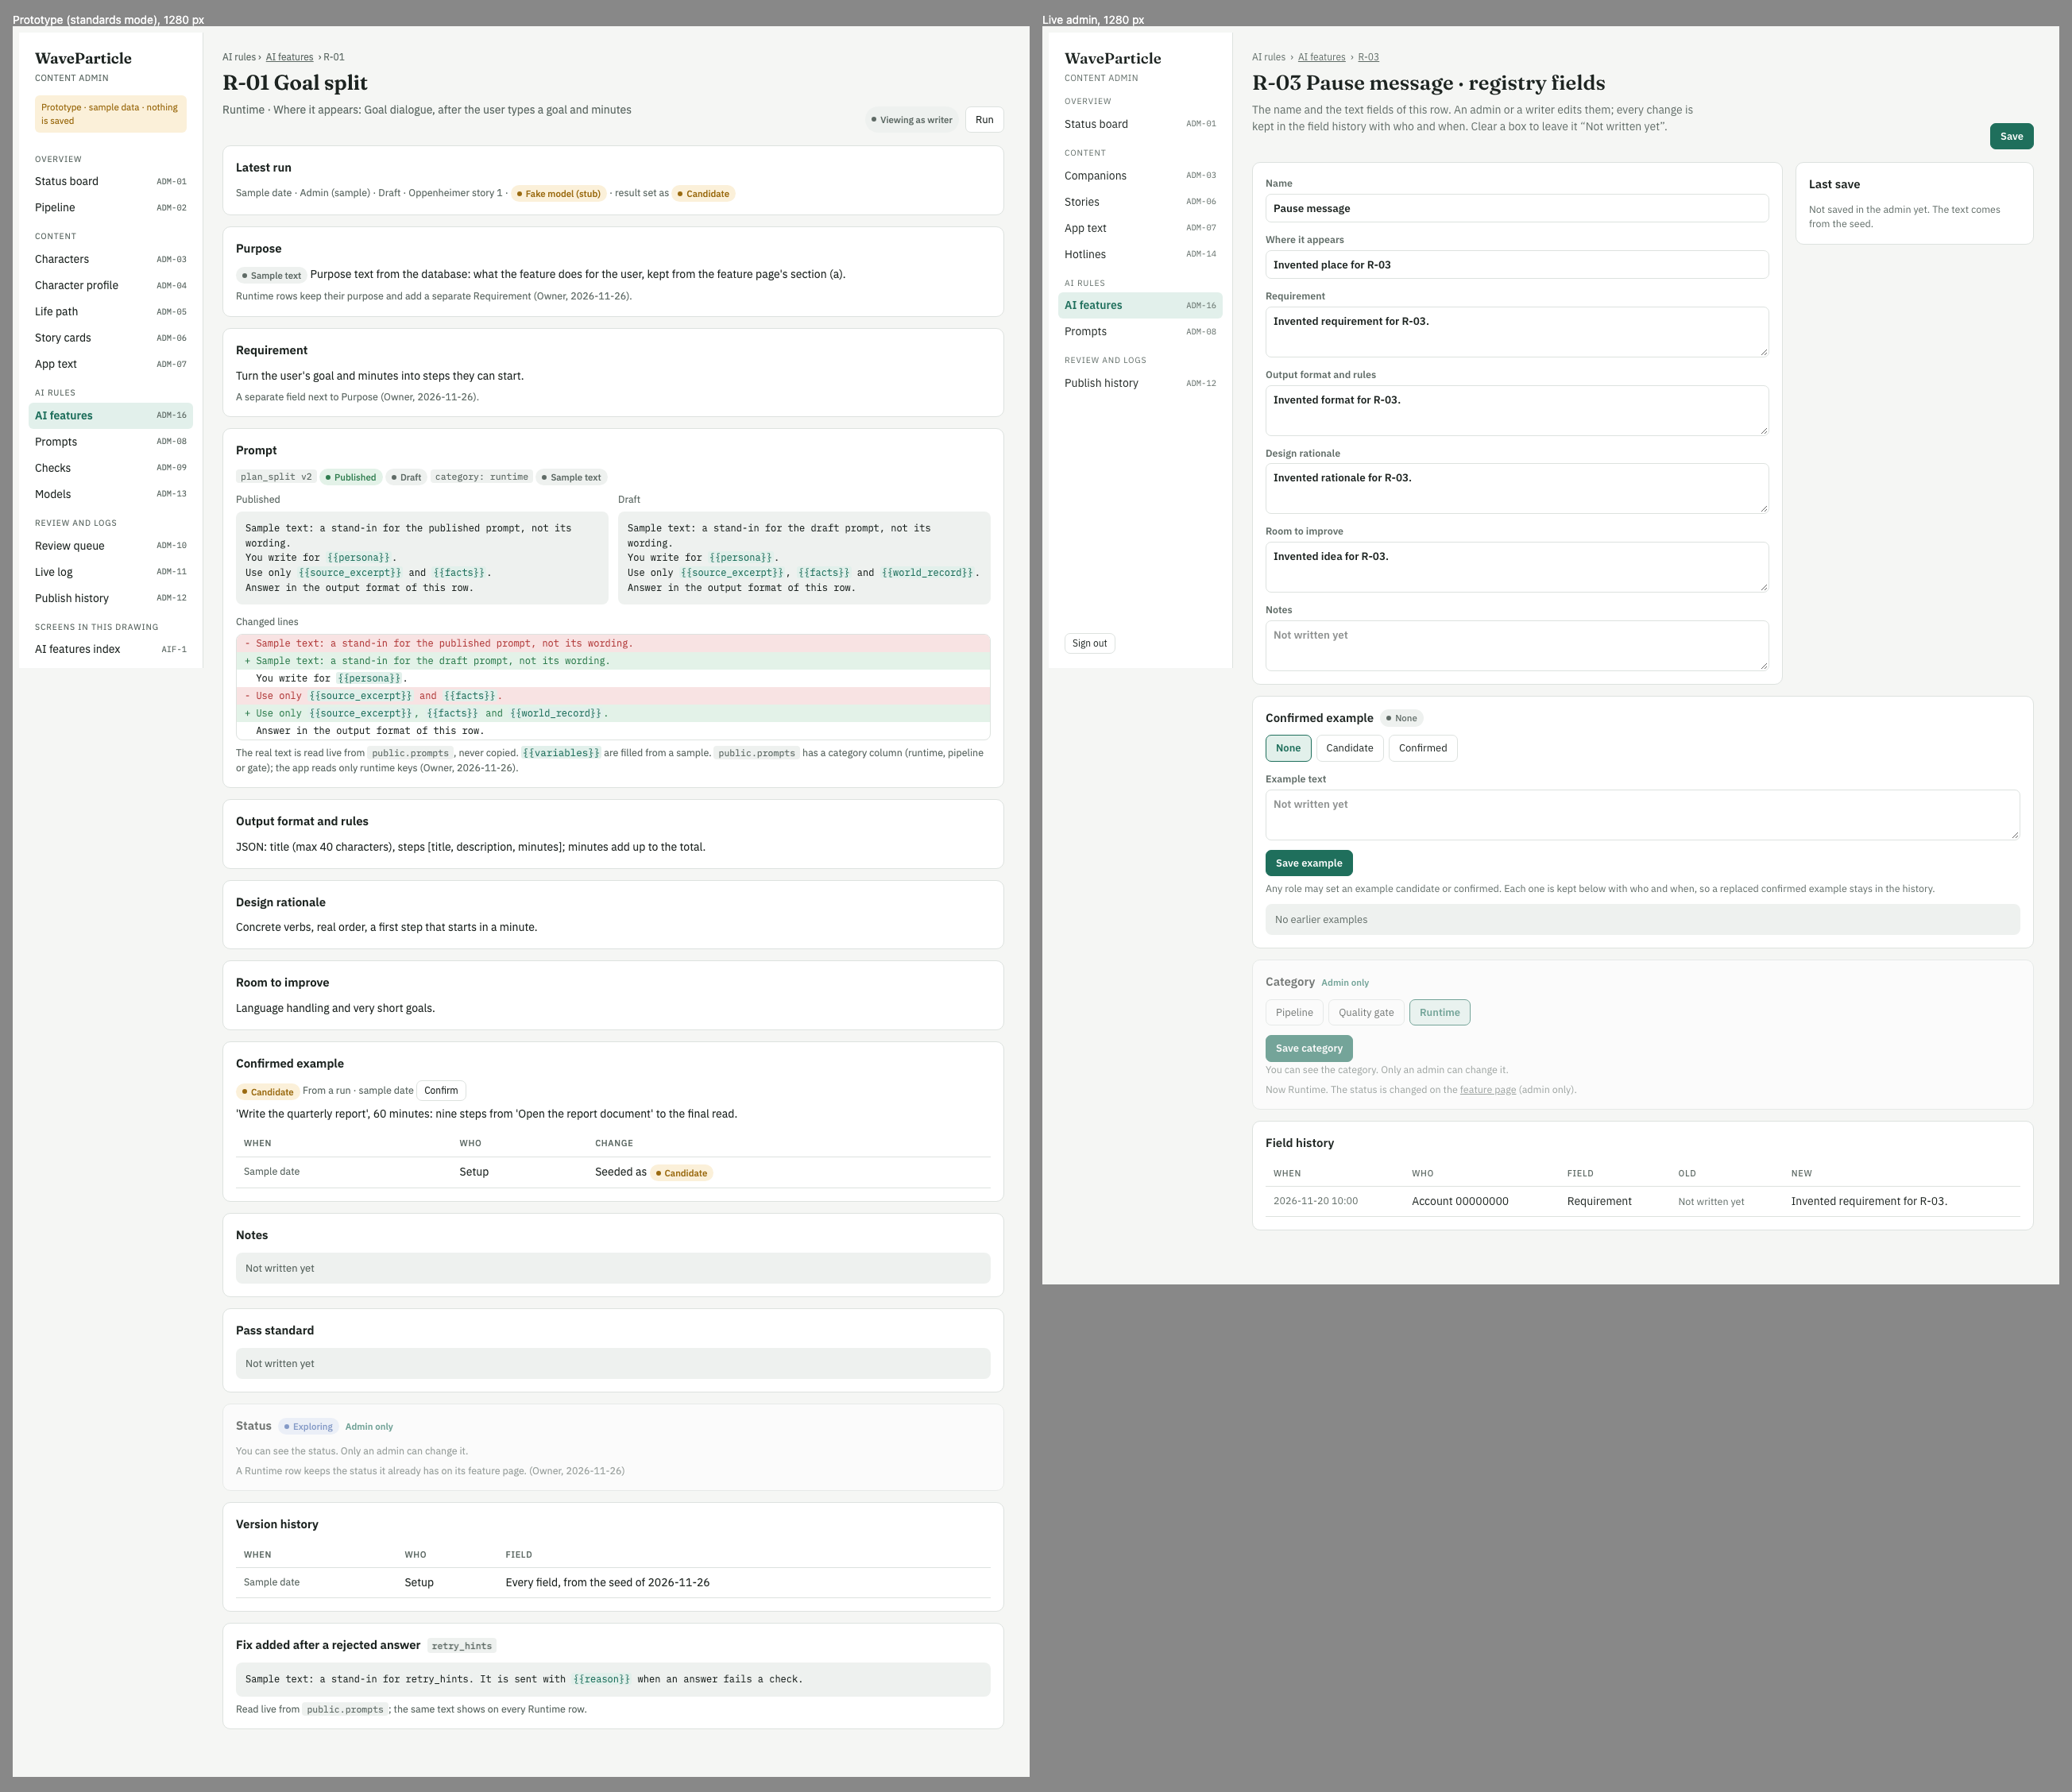 Prototype (standards mode), 1280 px
WaveParticle
CONTENT ADMIN
Prototype · sample data · nothing
is saved
OVERVIEW
Status board ADM-01
Pipeline ADM-02
CONTENT
Characters ADM-03
Character profile ADM-04
Life path ADM-05
Story cards ADM-06
App text ADM-07
AI RULES
AI features ADM-16
Prompts ADM-08
Checks ADM-09
Models ADM-13
REVIEW AND LOGS
Review queue ADM-10
Live log ADM-11
Publish history ADM-12
SCREENS IN THIS DRAWING
AI features index AIF-1
AI rules › AI features › R-01
R-01 Goal split
Runtime · Where it appears: Goal dialogue, after the user types a goal and minutes
Viewing as writer
Run
Latest run
Sample date · Admin (sample) · Draft · Oppenheimer story 1 · Fake model (stub) · result set as Candidate
Purpose
Sample text Purpose text from the database: what the feature does for the user, kept from the feature page's section (a).
Runtime rows keep their purpose and add a separate Requirement (Owner, 2026-11-26).
Requirement
Turn the user's goal and minutes into steps they can start.
A separate field next to Purpose (Owner, 2026-11-26).
Prompt
plan_split v2 Published Draft category: runtime Sample text
Published
Sample text: a stand-in for the published prompt, not its
wording.
You write for {{persona}}.
Use only {{source_excerpt}} and {{facts}}.
Answer in the output format of this row.
Draft
Sample text: a stand-in for the draft prompt, not its
wording.
You write for {{persona}}.
Use only {{source_excerpt}}, {{facts}} and {{world_record}}.
Answer in the output format of this row.
Changed lines
- Sample text: a stand-in for the published prompt, not its wording.
+ Sample text: a stand-in for the draft prompt, not its wording.
You write for {{persona}}.
- Use only {{source_excerpt}} and {{facts}}.
+ Use only {{source_excerpt}}, {{facts}} and {{world_record}}.
Answer in the output format of this row.
The real text is read live from public.prompts, never copied. {{variables}} are filled from a sample. public.prompts has a category column (runtime, pipeline
or gate); the app reads only runtime keys (Owner, 2026-11-26).
Output format and rules
JSON: title (max 40 characters), steps [title, description, minutes]; minutes add up to the total.
Design rationale
Concrete verbs, real order, a first step that starts in a minute.
Room to improve
Language handling and very short goals.
Confirmed example
Candidate From a run · sample date Confirm
'Write the quarterly report', 60 minutes: nine steps from 'Open the report document' to the final read.
WHEN WHO CHANGE
Sample date Setup Seeded as Candidate
Notes
Not written yet
Pass standard
Not written yet
Status Exploring Admin only
You can see the status. Only an admin can change it.
A Runtime row keeps the status it already has on its feature page. (Owner, 2026-11-26)
Version history
WHEN WHO FIELD
Sample date Setup Every field, from the seed of 2026-11-26
Fix added after a rejected answer retry_hints
Sample text: a stand-in for retry_hints. It is sent with {{reason}} when an answer fails a check.
Read live from public.prompts; the same text shows on every Runtime row.
Live admin, 1280 px
WaveParticle
CONTENT ADMIN
OVERVIEW
Status board ADM-01
CONTENT
Companions ADM-03
Stories ADM-06
App text ADM-07
Hotlines ADM-14
AI RULES
AI features ADM-16
Prompts ADM-08
REVIEW AND LOGS
Publish history ADM-12
Sign out
AI rules › AI features › R-03
R-03 Pause message · registry fields
The name and the text fields of this row. An admin or a writer edits them; every change is
kept in the field history with who and when. Clear a box to leave it “Not written yet”.
Save
Name
Pause message
Where it appears
Invented place for R-03
Requirement
Invented requirement for R-03.
Output format and rules
Invented format for R-03.
Design rationale
Invented rationale for R-03.
Room to improve
Invented idea for R-03.
Notes
Not written yet
Last save
Not saved in the admin yet. The text comes
from the seed.
Confirmed example None
None Candidate Confirmed
Example text
Not written yet
Save example
Any role may set an example candidate or confirmed. Each one is kept below with who and when, so a replaced confirmed example stays in the history.
No earlier examples
Category Admin only
Pipeline Quality gate Runtime
Save category
You can see the category. Only an admin can change it.
Now Runtime. The status is changed on the feature page (admin only).
Field history
WHEN WHO FIELD OLD NEW
2026-11-20 10:00 Account 00000000 Requirement Not written yet Invented requirement for R-03.